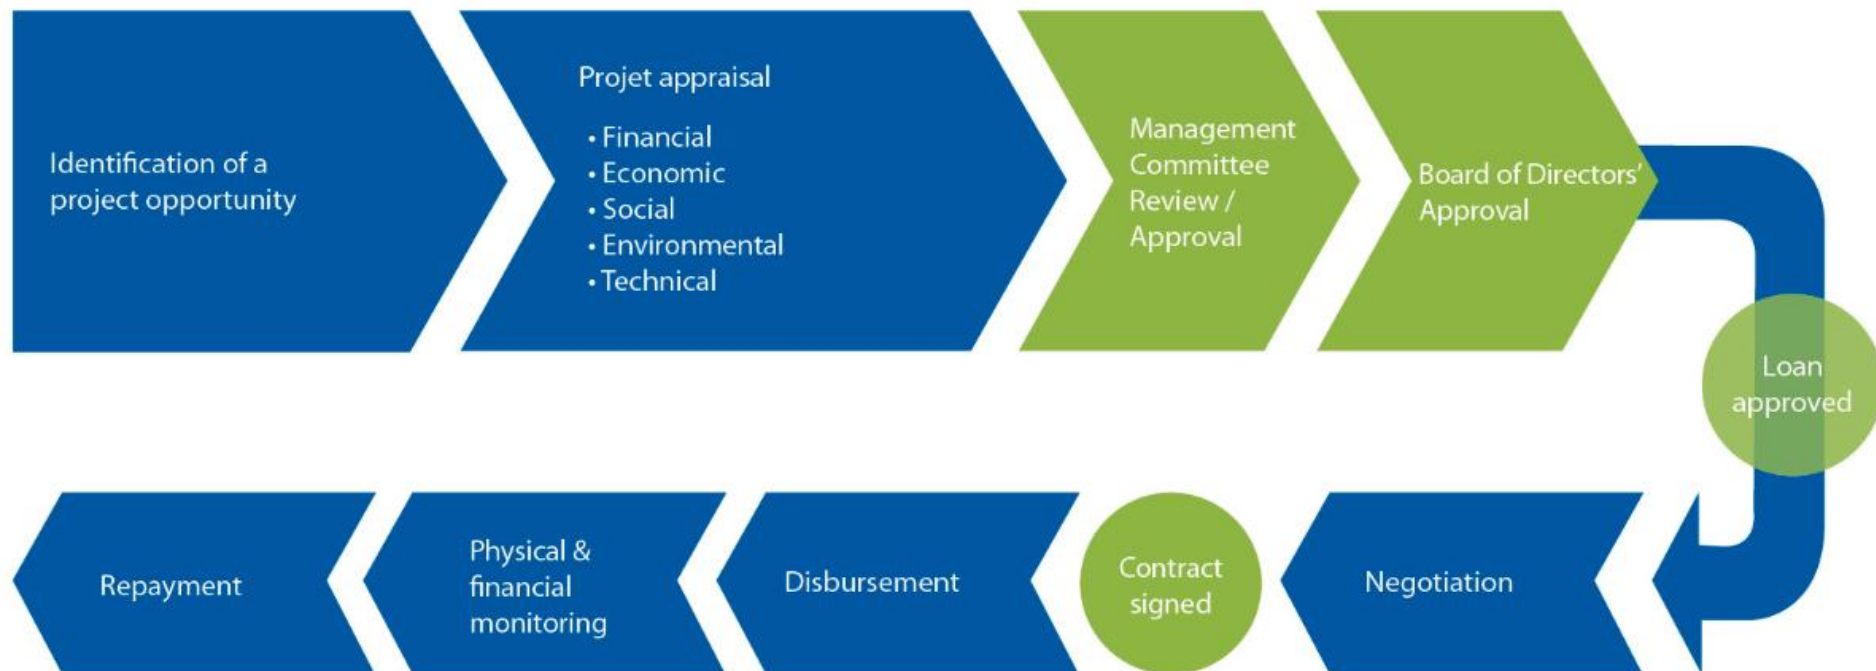 Identification of a
project opportunity
Projet appraisal
• Financial
• Economic
• Social
• Environmental
• Technical
Management
Committee
Review /
Approval
Board of Directors’
Approval
Loan
approved
Negotiation
Contract
signed
Disbursement
Physical &
financial
monitoring
Repayment